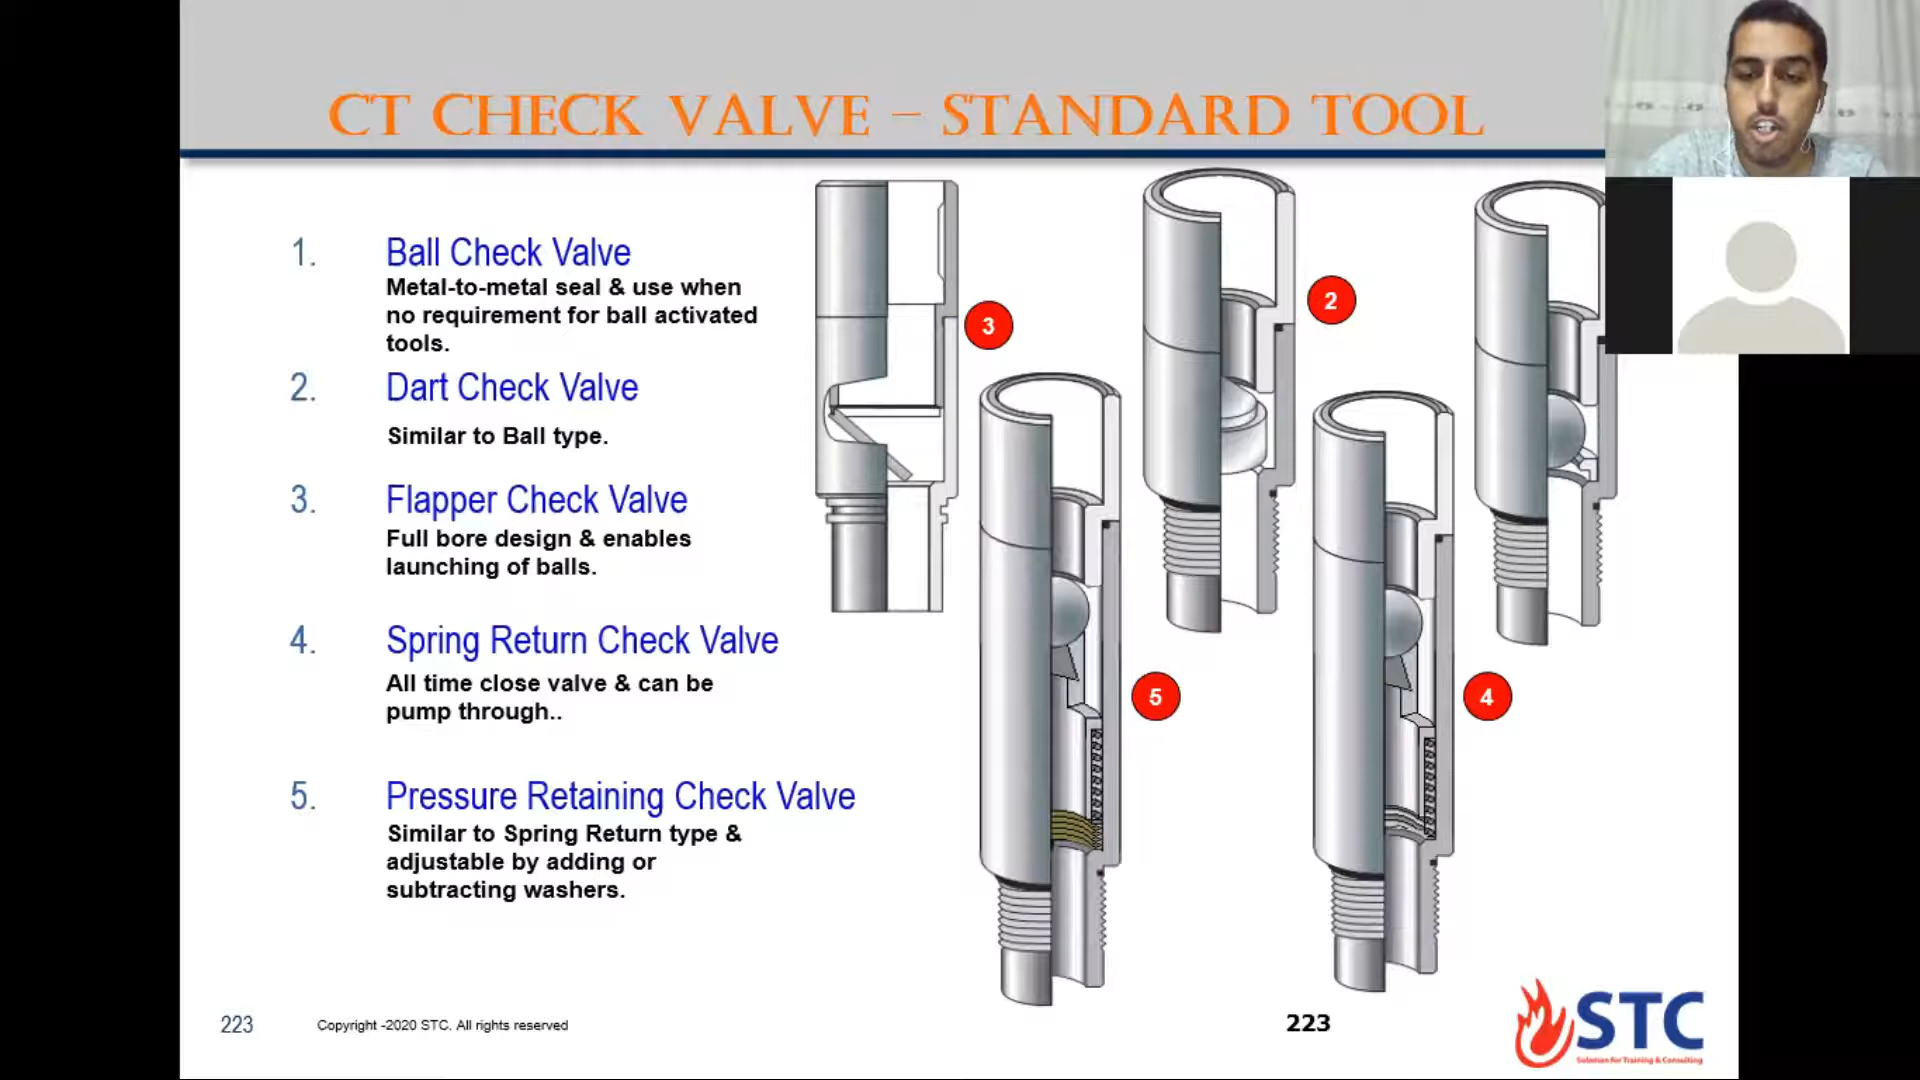 CT CHECK VALVE – STANDARD TOOL
1. Ball Check Valve
Metal-to-metal seal & use when
no requirement for ball activated
tools.
2. Dart Check Valve
Similar to Ball type.
3. Flapper Check Valve
Full bore design & enables
launching of balls.
4. Spring Return Check Valve
All time close valve & can be
pump through..
5. Pressure Retaining Check Valve
Similar to Spring Return type &
adjustable by adding or
subtracting washers.
3
2
5
4
223
Copyright -2020 STC. All rights reserved
223
STC
Solution for Training & Consulting